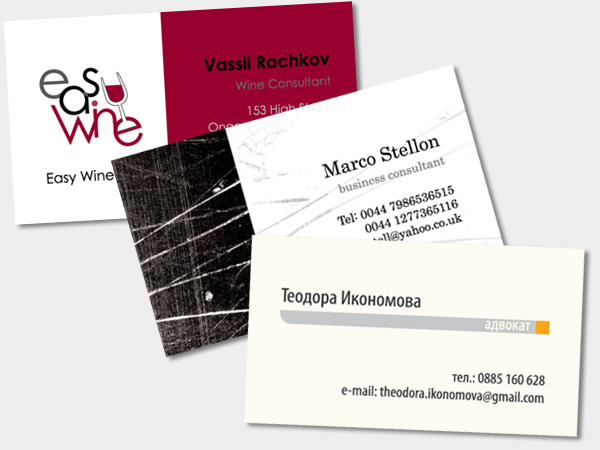 easy
wine
Easy Wine
Vassil Rachkov
Wine Consultant
153 High
Marco Stellon
business consultant
Tel: 0044 7986536515
0044 1277365116
@yahoo.co.uk
Теодора Икономова
адвокат
тел.: 0885 160 628
e-mail: theodora.ikonomova@gmail.com